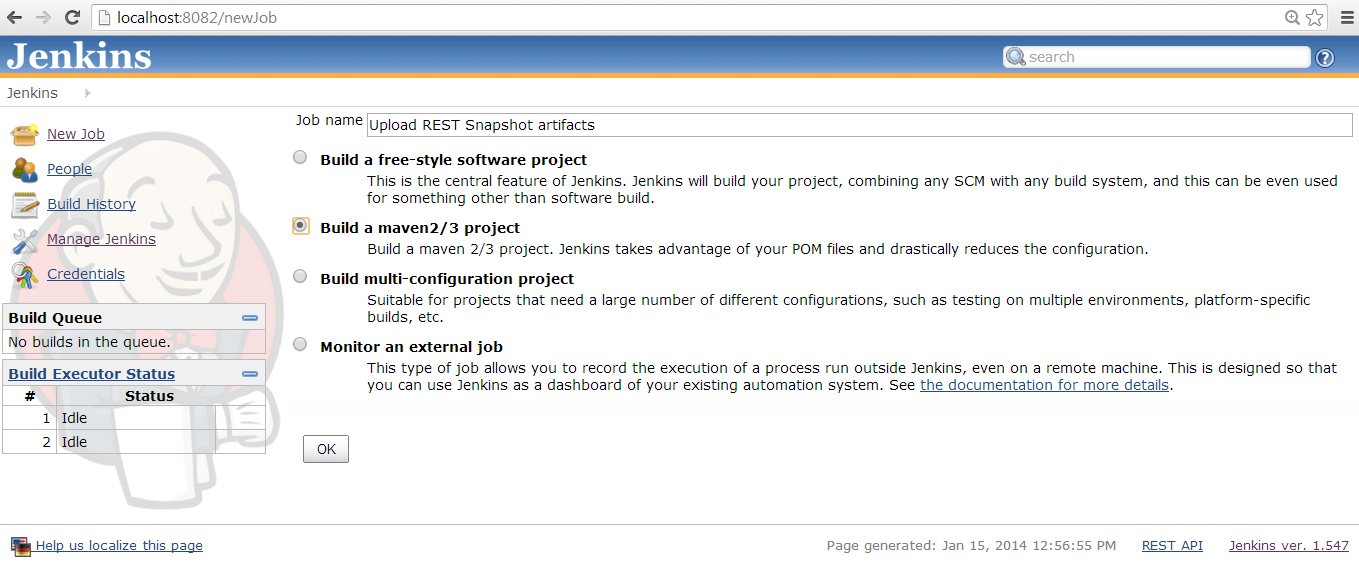 localhost:8082/newJob
Jenkins
search
Jenkins
New Job
People
Build History
Manage Jenkins
Credentials
Build Queue
No builds in the queue.
Build Executor Status
# Status
1 Idle
2 Idle
Job name Upload REST Snapshot artifacts
Build a free-style software project
This is the central feature of Jenkins. Jenkins will build your project, combining any SCM with any build system, and this can be even used
for something other than software build.
Build a maven2/3 project
Build a maven 2/3 project. Jenkins takes advantage of your POM files and drastically reduces the configuration.
Build multi-configuration project
Suitable for projects that need a large number of different configurations, such as testing on multiple environments, platform-specific
builds, etc.
Monitor an external job
This type of job allows you to record the execution of a process run outside Jenkins, even on a remote machine. This is designed so that
you can use Jenkins as a dashboard of your existing automation system. See the documentation for more details.
OK
Help us localize this page
Page generated: Jan 15, 2014 12:56:55 PM REST API Jenkins ver. 1.547